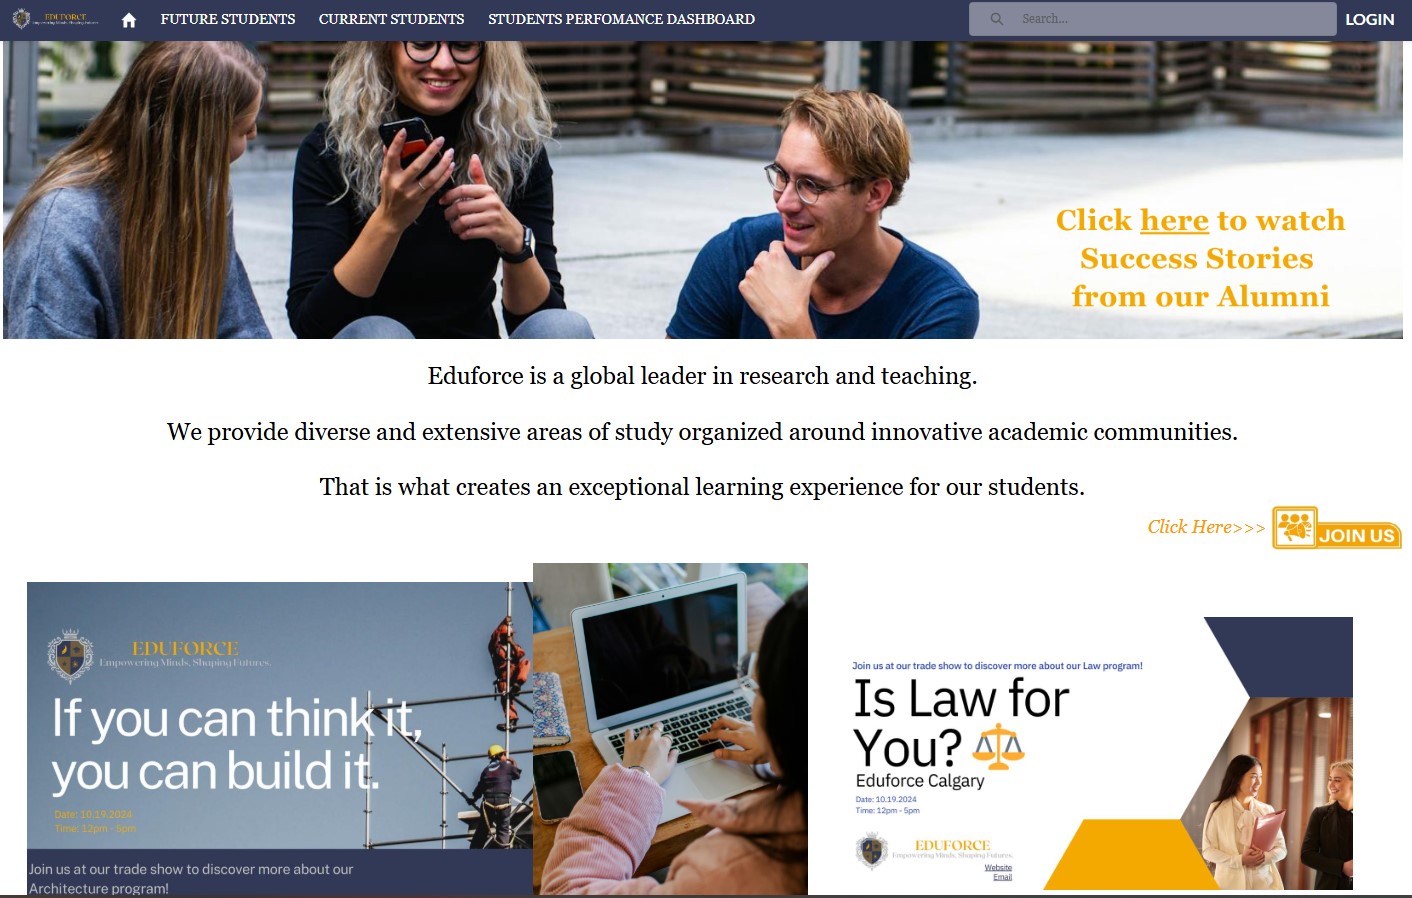 EDUFORCE
Empowering Minds, Shaping Futures.
FUTURE STUDENTS
CURRENT STUDENTS
STUDENTS PERFOMANCE DASHBOARD
Search...
LOGIN
Click here to watch
Success Stories
from our Alumni
Eduforce is a global leader in research and teaching.
We provide diverse and extensive areas of study organized around innovative academic communities.
That is what creates an exceptional learning experience for our students.
Click Here>>>
JOIN US
EDUFORCE
Empowering Minds, Shaping Futures.
If you can think it,
you can build it.
Date: 10.19.2024
Time: 12pm - 5pm
Join us at our trade show to discover more about our
Architecture program!
Join us at our trade show to discover more about our Law program!
Is Law for
You?
Eduforce Calgary
Date: 10.19.2024
Time: 12pm - 5pm
EDUFORCE
Empowering Minds, Shaping Futures.
Website
Email